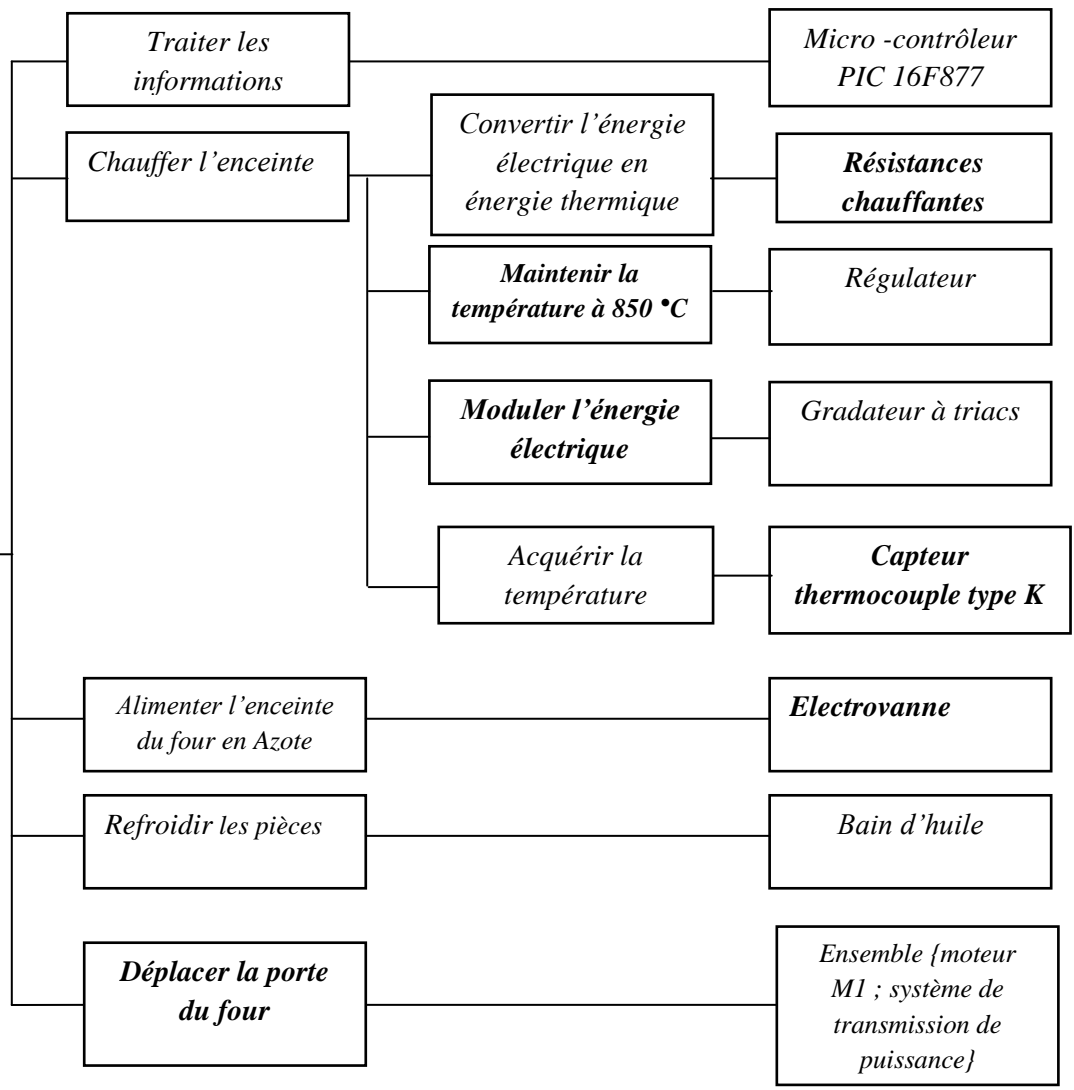 Traiter les
informations
Micro -contrôleur
PIC 16F877
Chauffer l’enceinte
Convertir l’énergie
électrique en
énergie thermique
Résistances
chauffantes
Maintenir la
température à 850 °C
Régulateur
Moduler l’énergie
électrique
Gradateur à triacs
Acquérir la
température
Capteur
thermocouple type K
Alimenter l’enceinte
du four en Azote
Electrovanne
Refroidir les pièces
Bain d’huile
Déplacer la porte
du four
Ensemble {moteur
M1 ; système de
transmission de
puissance}